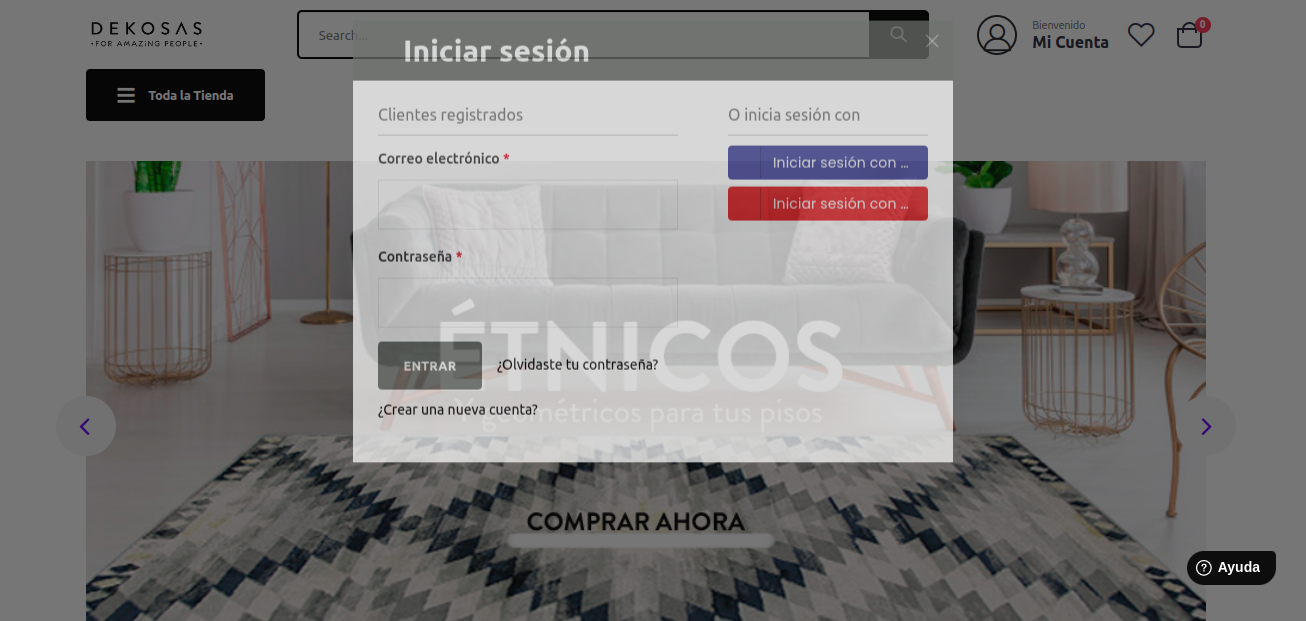 DEKOSAS
•FOR AMAZiNG PEOPLE•
Search...
Bienvenido
Mi Cuenta
0
Toda la Tienda
Iniciar sesión
Clientes registrados
O inicia sesión con
Correo electrónico *
Iniciar sesión con ...
Iniciar sesión con ...
Contraseña *
ÉTNICOS
ENTRAR
¿Olvidaste tu contraseña?
¿Crear una nueva cuenta?
Y geométricos para tus pisos
COMPRAR AHORA
Ayuda